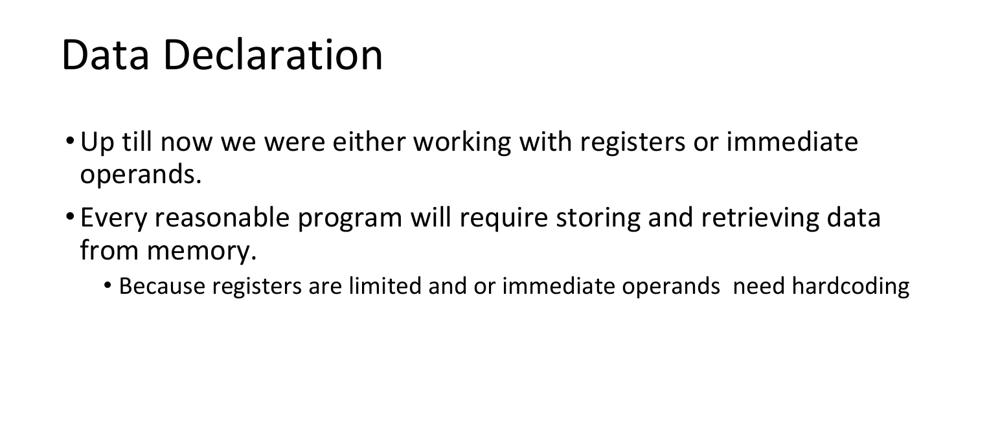 Data Declaration
• Up till now we were either working with registers or immediate
operands.
• Every reasonable program will require storing and retrieving data
from memory.
• Because registers are limited and or immediate operands  need hardcoding